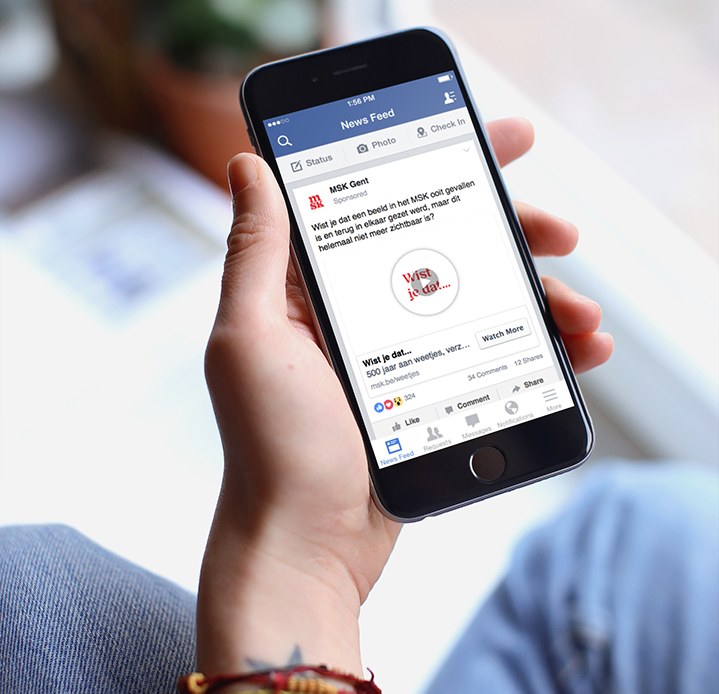 1:56 PM
News Feed
Status
Photo
Check In
msk
MSK Gent
Sponsored
Wist je dat een beeld in het MSK ooit gevallen
is en terug in elkaar gezet werd, maar dit
helemaal niet meer zichtbaar is?
Wist
je dat....
Wist je dat...
500 jaar aan weetjes, verz...
msk.be/weetjes
Watch More
324
34 Comments 12 Shares
Like
Comment
Share
News Feed
Requests
Messages
Notifications
More